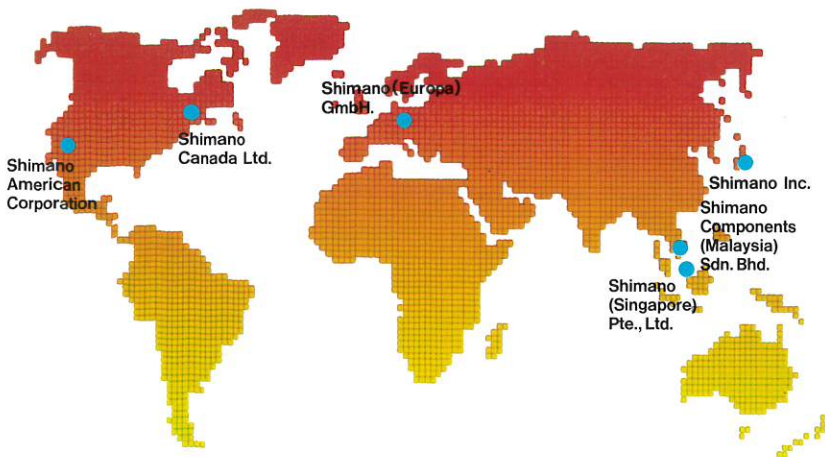 Shimano (Europa)
GmbH.
Shimano
Canada Ltd.
Shimano
American
Corporation
Shimano Inc.
Shimano
Components
(Malaysia)
Sdn. Bhd.
Shimano
(Singapore)
Pte., Ltd.